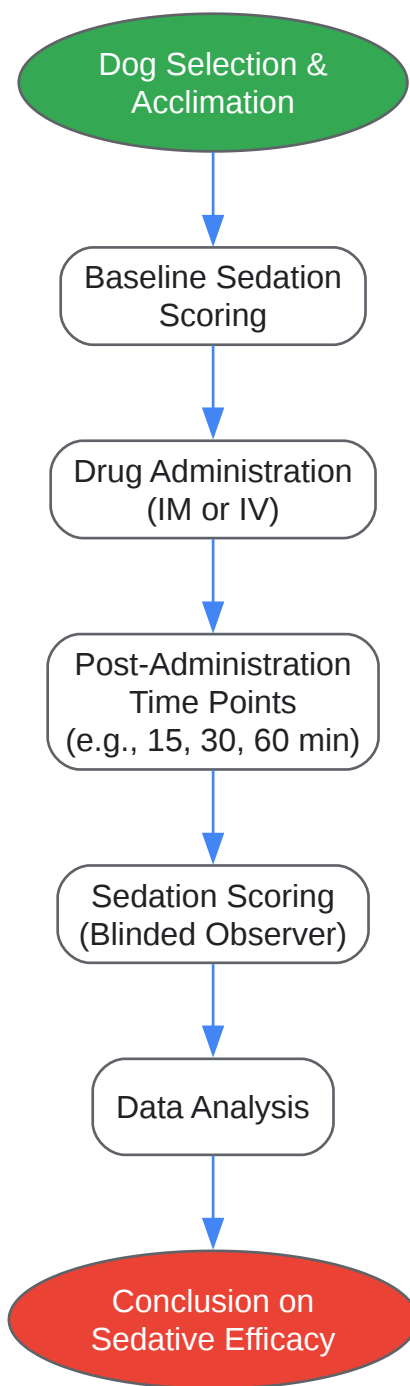 Dog Selection &
Acclimation
Baseline Sedation
Scoring
Drug Administration
(IM or IV)
Post-Administration
Time Points
(e.g., 15, 30, 60 min)
Sedation Scoring
(Blinded Observer)
Data Analysis
Conclusion on
Sedative Efficacy